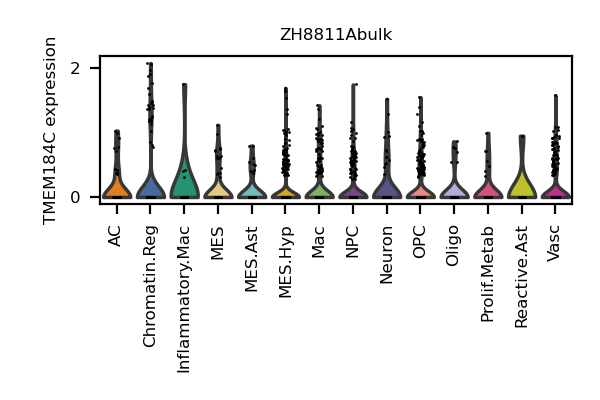 ZH8811Abulk
TMEM184C expression
2
0
AC
Chromatin.Reg
Inflammatory.Mac
MES
MES.Ast
MES.Hyp
Mac
NPC
Neuron
OPC
Oligo
Prolif.Metab
Reactive.Ast
Vasc